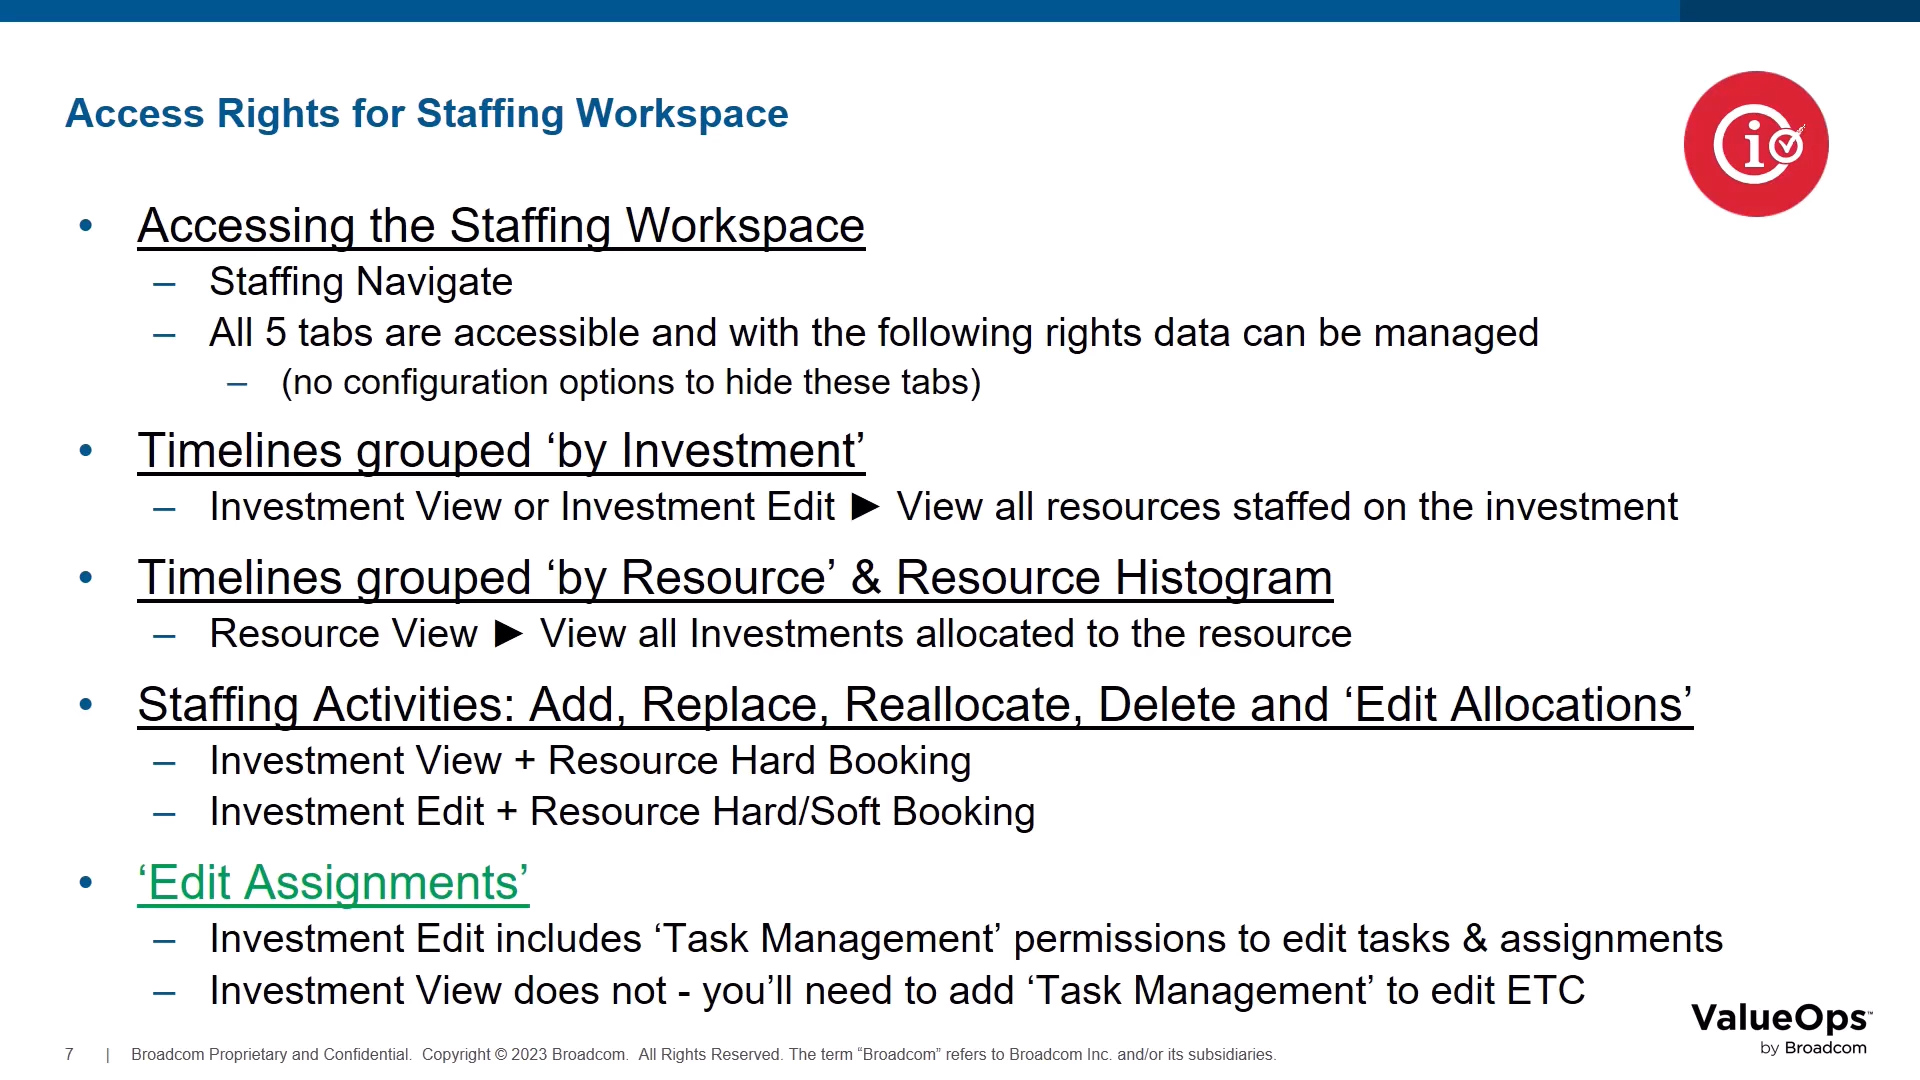 Access Rights for Staffing Workspace
• Accessing the Staffing Workspace
– Staffing Navigate
– All 5 tabs are accessible and with the following rights data can be managed
– (no configuration options to hide these tabs)
• Timelines grouped ‘by Investment’
– Investment View or Investment Edit ► View all resources staffed on the investment
• Timelines grouped ‘by Resource’ & Resource Histogram
– Resource View ► View all Investments allocated to the resource
• Staffing Activities: Add, Replace, Reallocate, Delete and ‘Edit Allocations’
– Investment View + Resource Hard Booking
– Investment Edit + Resource Hard/Soft Booking
• ‘Edit Assignments’
– Investment Edit includes ‘Task Management’ permissions to edit tasks & assignments
– Investment View does not - you’ll need to add ‘Task Management’ to edit ETC
ValueOps™
by Broadcom
7 | Broadcom Proprietary and Confidential. Copyright © 2023 Broadcom. All Rights Reserved. The term “Broadcom” refers to Broadcom Inc. and/or its subsidiaries.